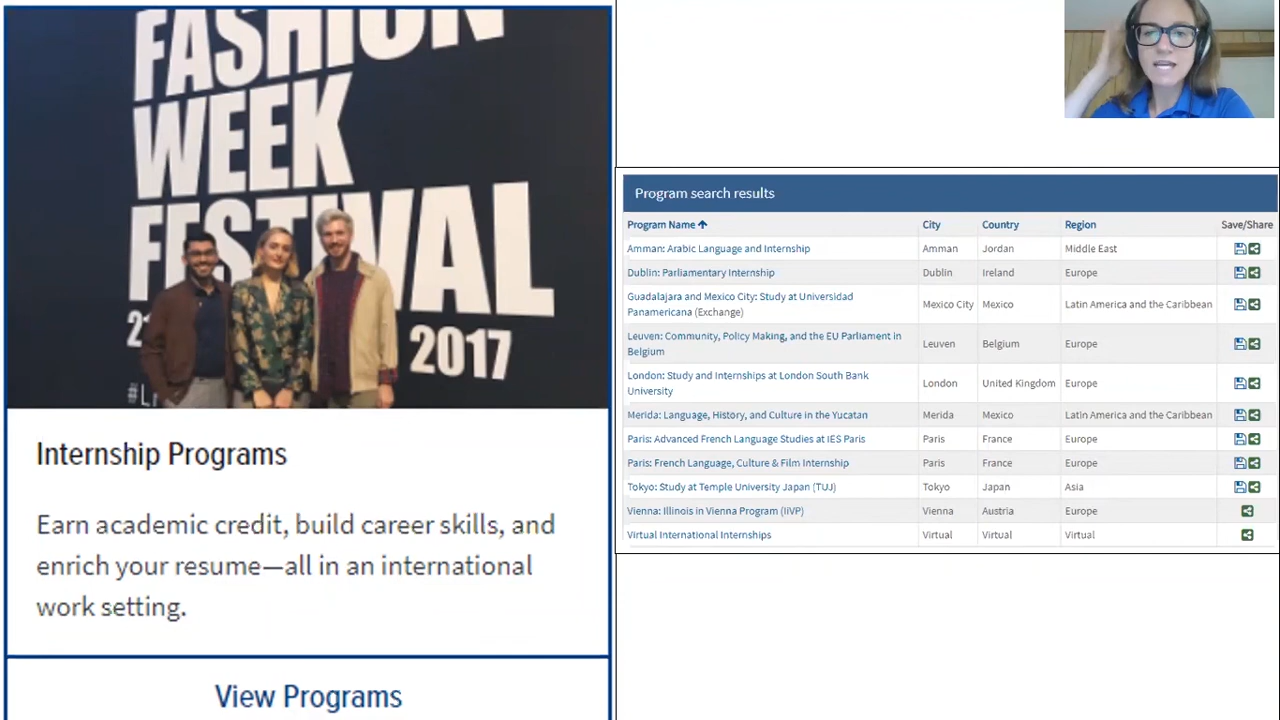 FASHION
WEEK
FESTIVAL
2017
Internship Programs
Earn academic credit, build career skills, and
enrich your resume—all in an international
work setting.
View Programs
Program search results
Program Name City Country Region Save/Share
Amman: Arabic Language and Internship Amman Jordan Middle East
Dublin: Parliamentary Internship Dublin Ireland Europe
Guadalajara and Mexico City: Study at Universidad
Panamericana (Exchange) Mexico City Mexico Latin America and the Caribbean
Leuven: Community, Policy Making, and the EU Parliament in
Belgium Leuven Belgium Europe
London: Study and Internships at London South Bank
University London United Kingdom Europe
Merida: Language, History, and Culture in the Yucatan Merida Mexico Latin America and the Caribbean
Paris: Advanced French Language Studies at IES Paris Paris France Europe
Paris: French Language, Culture & Film Internship Paris France Europe
Tokyo: Study at Temple University Japan (TUJ) Tokyo Japan Asia
Vienna: Illinois in Vienna Program (IiVP) Vienna Austria Europe
Virtual International Internships Virtual Virtual Virtual